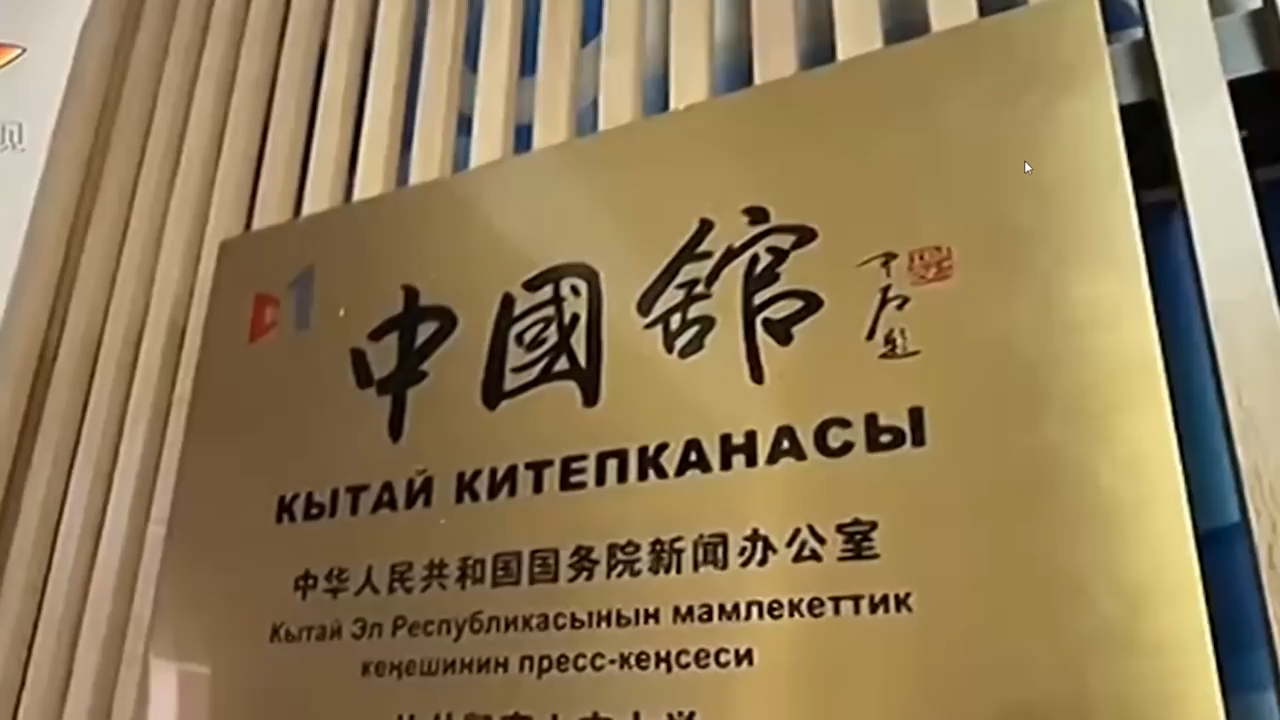 中國舘
КЫТАЙ КИТЕПКАНАСЫ
中华人民共和国国务院新闻办公室
Кытай Эл Республикасынын мамлекеттик
кеңешинин пресс-кеңсеси